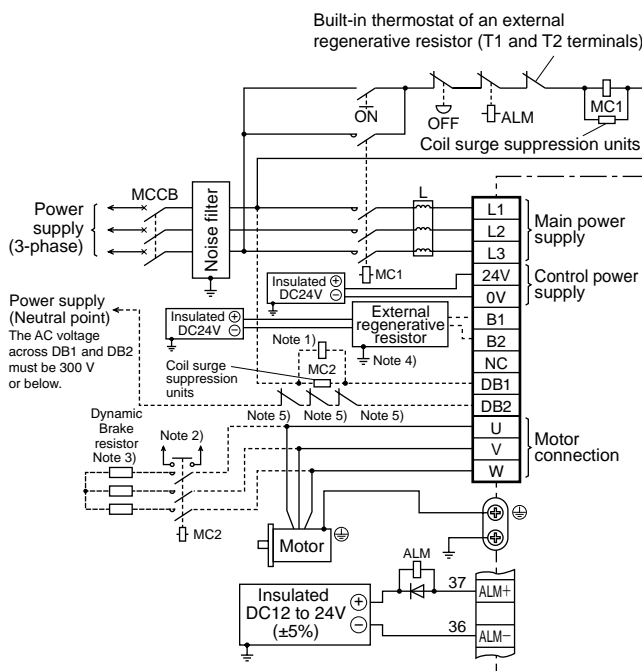 Built-in thermostat of an external
regenerative resistor (T1 and T2 terminals)
ON
OFF
ALM
MC1
Coil surge suppression units
MCCB
Noise filter
L
Power
supply
(3-phase)
MC1
L1
L2
L3
24V
0V
B1
B2
NC
DB1
DB2
U
V
W
Main power
supply
Control power
supply
Motor
connection
Insulated
DC24V
+
−
Insulated
DC24V
+
−
External
regenerative
resistor
Note 4)
Power supply
(Neutral point)
The AC voltage
across DB1 and DB2
must be 300 V
or below.
Note 1)
MC2
Coil surge
suppression
units
Note 5) Note 5) Note 5)
Dynamic
Brake
resistor
Note 3)
Note 2)
MC2
Motor
ALM
Insulated
DC12 to 24V
(±5%)
+
−
37
36
ALM+
ALM−